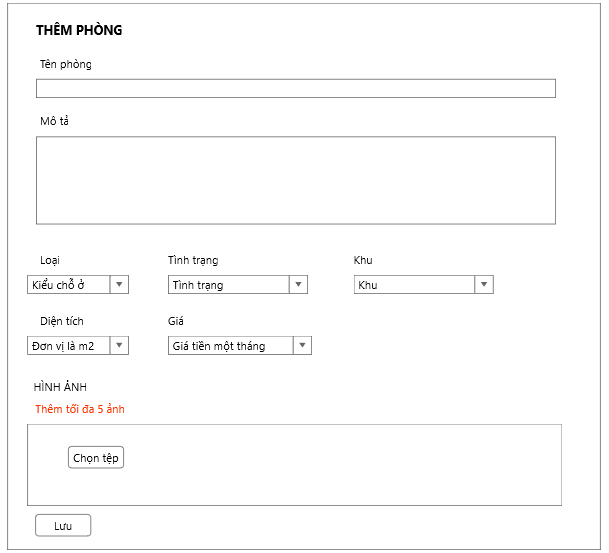 THÊM PHÒNG
Tên phòng
Mô tả
Loại Tình trạng Khu
Kiểu chỗ ở Tình trạng Khu
Diện tích Giá
Đơn vị là m2 Giá tiền một tháng
HÌNH ẢNH
Thêm tối đa 5 ảnh
Chọn tệp
Lưu